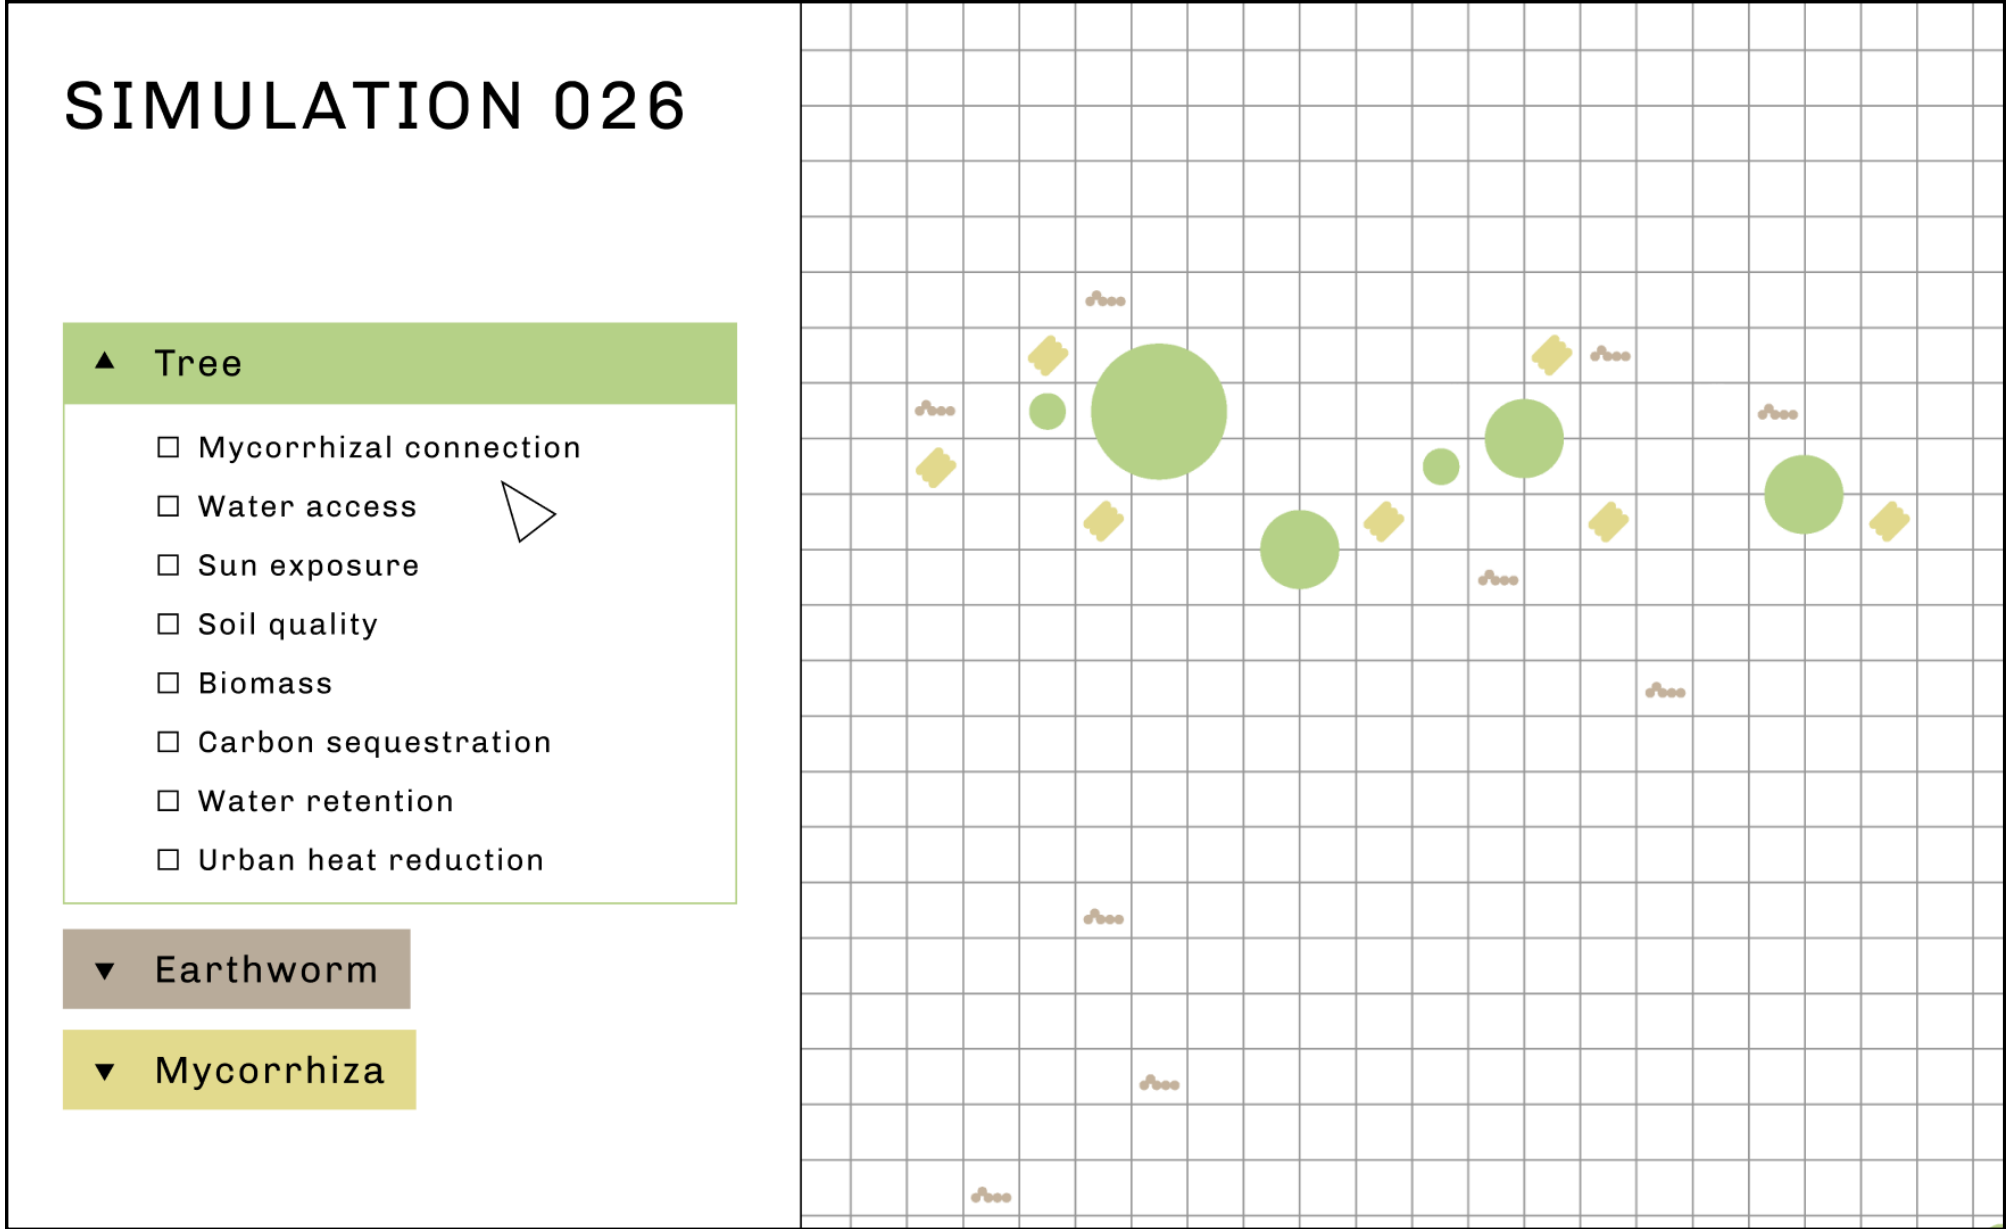 SIMULATION 026
Tree
Mycorrhizal connection
Water access
Sun exposure
Soil quality
Biomass
Carbon sequestration
Water retention
Urban heat reduction
Earthworm
Mycorrhiza